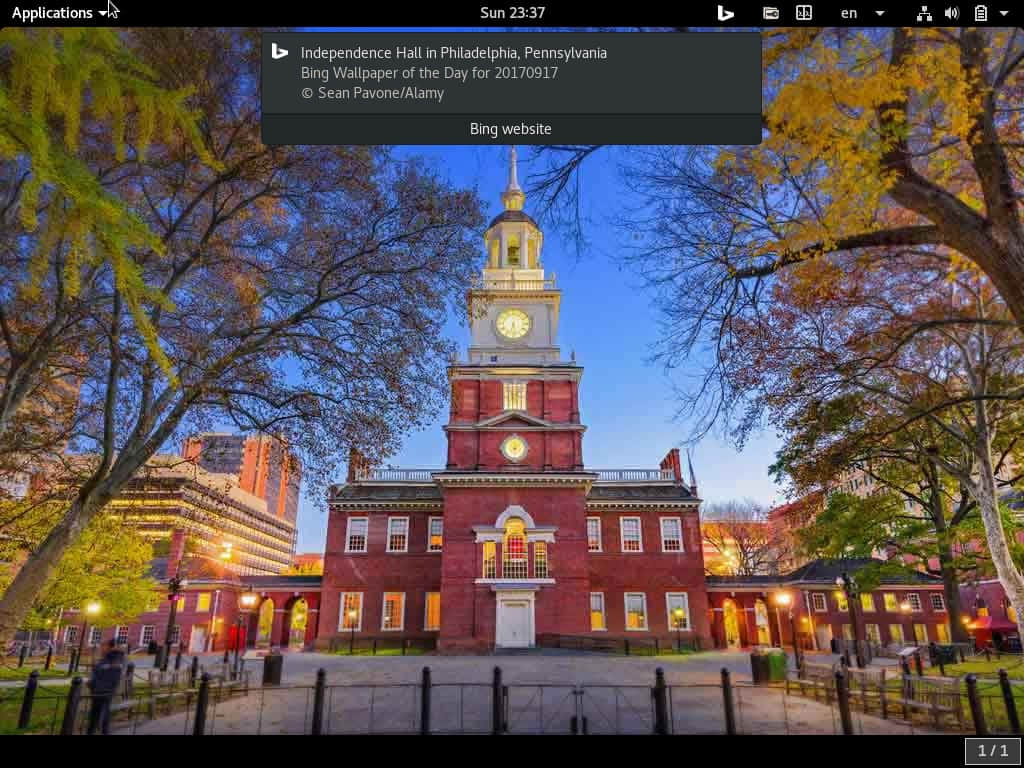 Applications
Sun 23:37
en
Independence Hall in Philadelphia, Pennsylvania
Bing Wallpaper of the Day for 20170917
© Sean Pavone/Alamy
Bing website
1 / 1